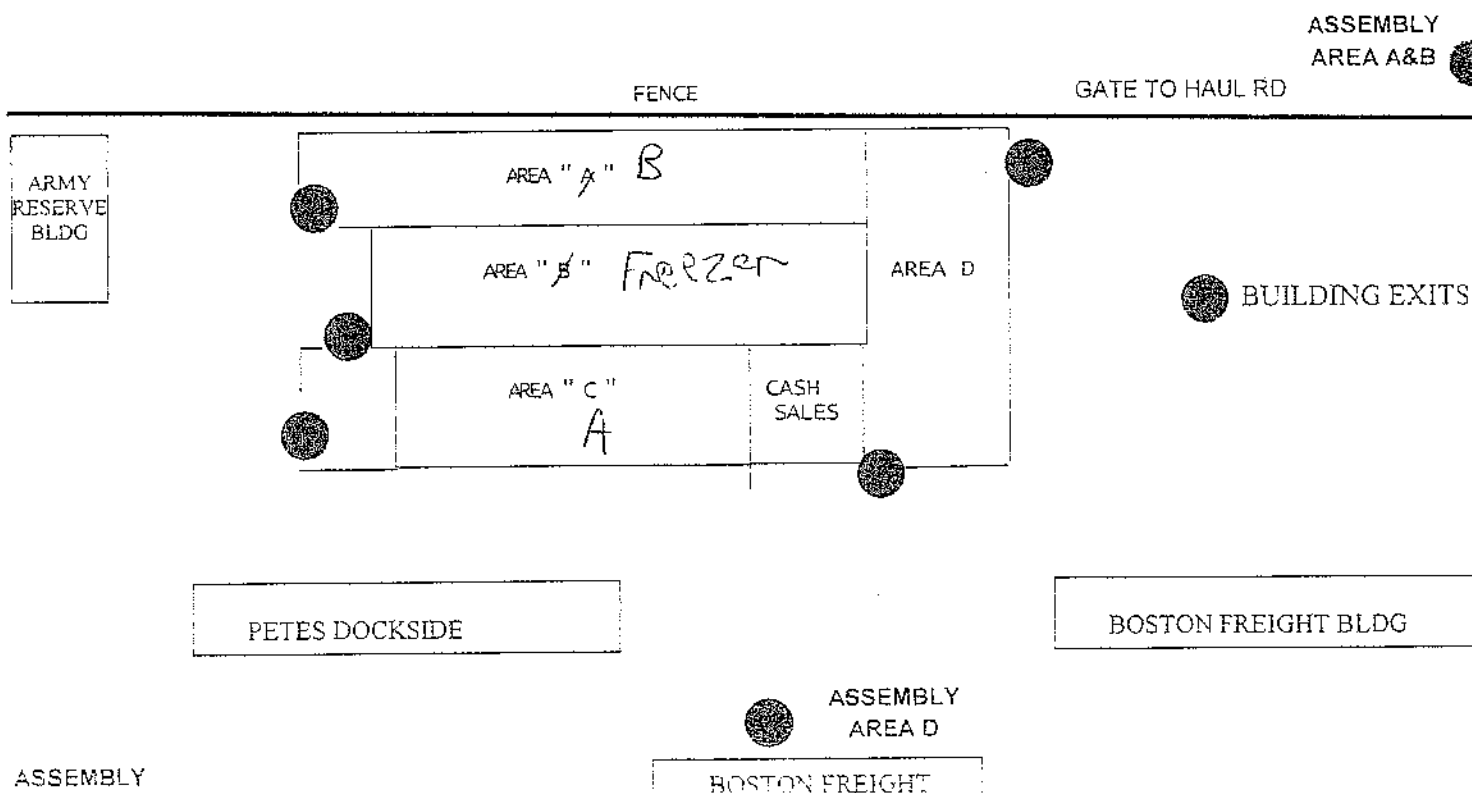 ASSEMBLY
AREA A&B
GATE TO HAUL RD
FENCE
ARMY
RESERVE
BLDG
AREA "A" B
AREA "B" Freezer
AREA D
BUILDING EXITS
AREA "C"
A
CASH
SALES
PETES DOCKSIDE
BOSTON FREIGHT BLDG
ASSEMBLY
AREA D
ASSEMBLY
BOSTON FREIGHT